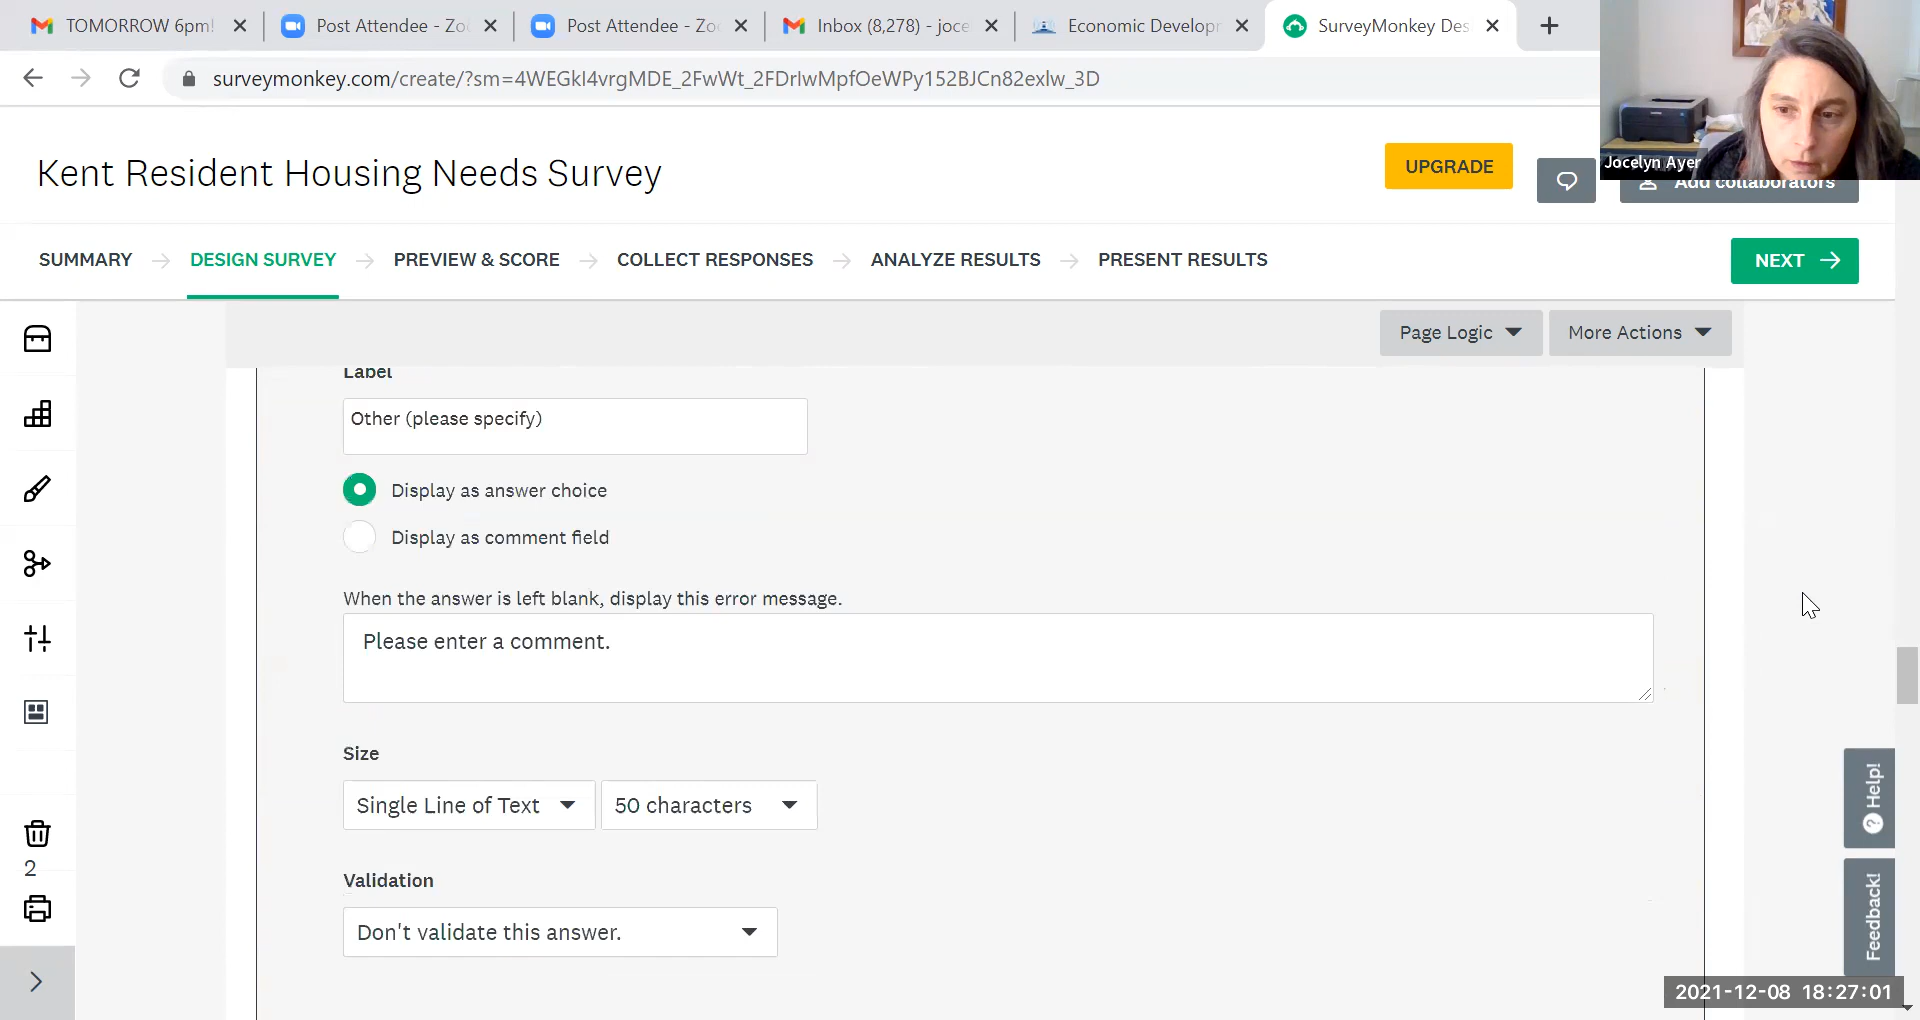 TOMORROW 6pm!
Post Attendee - Zo
Post Attendee - Zo
Inbox (8,278) - joce
Economic Develop
SurveyMonkey Des
surveymonkey.com/create/?sm=4WEGkI4vrgMDE_2FwWt_2FDrIwMpfOeWPy152BJCn82exlw_3D
Jocelyn Ayer
Kent Resident Housing Needs Survey
UPGRADE
Add collaborators
SUMMARY
DESIGN SURVEY
PREVIEW & SCORE
COLLECT RESPONSES
ANALYZE RESULTS
PRESENT RESULTS
NEXT
Page Logic
More Actions
Label
Other (please specify)
Display as answer choice
Display as comment field
When the answer is left blank, display this error message.
Please enter a comment.
Size
Single Line of Text
50 characters
Help!
2
Validation
Don't validate this answer.
Feedback!
2021-12-08 18:27:01